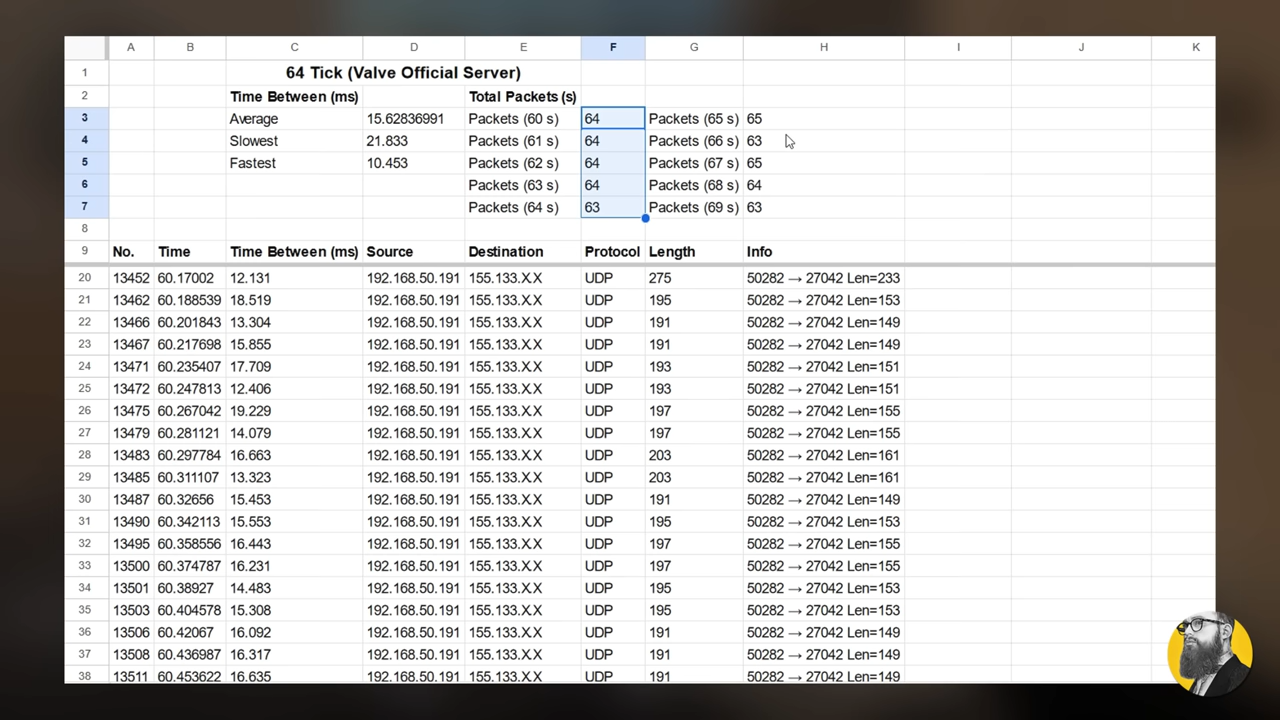 A B C D E F G H I J K
1 64 Tick (Valve Official Server)
2 Time Between (ms) Total Packets (s)
3 Average 15.62836991 Packets (60 s) 64 Packets (65 s) 65
4 Slowest 21.833 Packets (61 s) 64 Packets (66 s) 63
5 Fastest 10.453 Packets (62 s) 64 Packets (67 s) 65
6 Packets (63 s) 64 Packets (68 s) 64
7 Packets (64 s) 63 Packets (69 s) 63
8
9 No. Time Time Between (ms) Source Destination Protocol Length Info
20 13452 60.17002 12.131 192.168.50.191 155.133.X.X UDP 275 50282 → 27042 Len=233
21 13462 60.188539 18.519 192.168.50.191 155.133.X.X UDP 195 50282 → 27042 Len=153
22 13466 60.201843 13.304 192.168.50.191 155.133.X.X UDP 191 50282 → 27042 Len=149
23 13467 60.217698 15.855 192.168.50.191 155.133.X.X UDP 191 50282 → 27042 Len=149
24 13471 60.235407 17.709 192.168.50.191 155.133.X.X UDP 193 50282 → 27042 Len=151
25 13472 60.247813 12.406 192.168.50.191 155.133.X.X UDP 193 50282 → 27042 Len=151
26 13475 60.267042 19.229 192.168.50.191 155.133.X.X UDP 197 50282 → 27042 Len=155
27 13479 60.281121 14.079 192.168.50.191 155.133.X.X UDP 197 50282 → 27042 Len=155
28 13483 60.297784 16.663 192.168.50.191 155.133.X.X UDP 203 50282 → 27042 Len=161
29 13485 60.311107 13.323 192.168.50.191 155.133.X.X UDP 203 50282 → 27042 Len=161
30 13487 60.32656 15.453 192.168.50.191 155.133.X.X UDP 191 50282 → 27042 Len=149
31 13490 60.342113 15.553 192.168.50.191 155.133.X.X UDP 195 50282 → 27042 Len=153
32 13495 60.358556 16.443 192.168.50.191 155.133.X.X UDP 197 50282 → 27042 Len=155
33 13500 60.374787 16.231 192.168.50.191 155.133.X.X UDP 197 50282 → 27042 Len=155
34 13501 60.38927 14.483 192.168.50.191 155.133.X.X UDP 195 50282 → 27042 Len=153
35 13503 60.404578 15.308 192.168.50.191 155.133.X.X UDP 195 50282 → 27042 Len=153
36 13506 60.42067 16.092 192.168.50.191 155.133.X.X UDP 191 50282 → 27042 Len=149
37 13508 60.436987 16.317 192.168.50.191 155.133.X.X UDP 191 50282 → 27042 Len=149
38 13511 60.453622 16.635 192.168.50.191 155.133.X.X UDP 191 50282 → 27042 Len=149